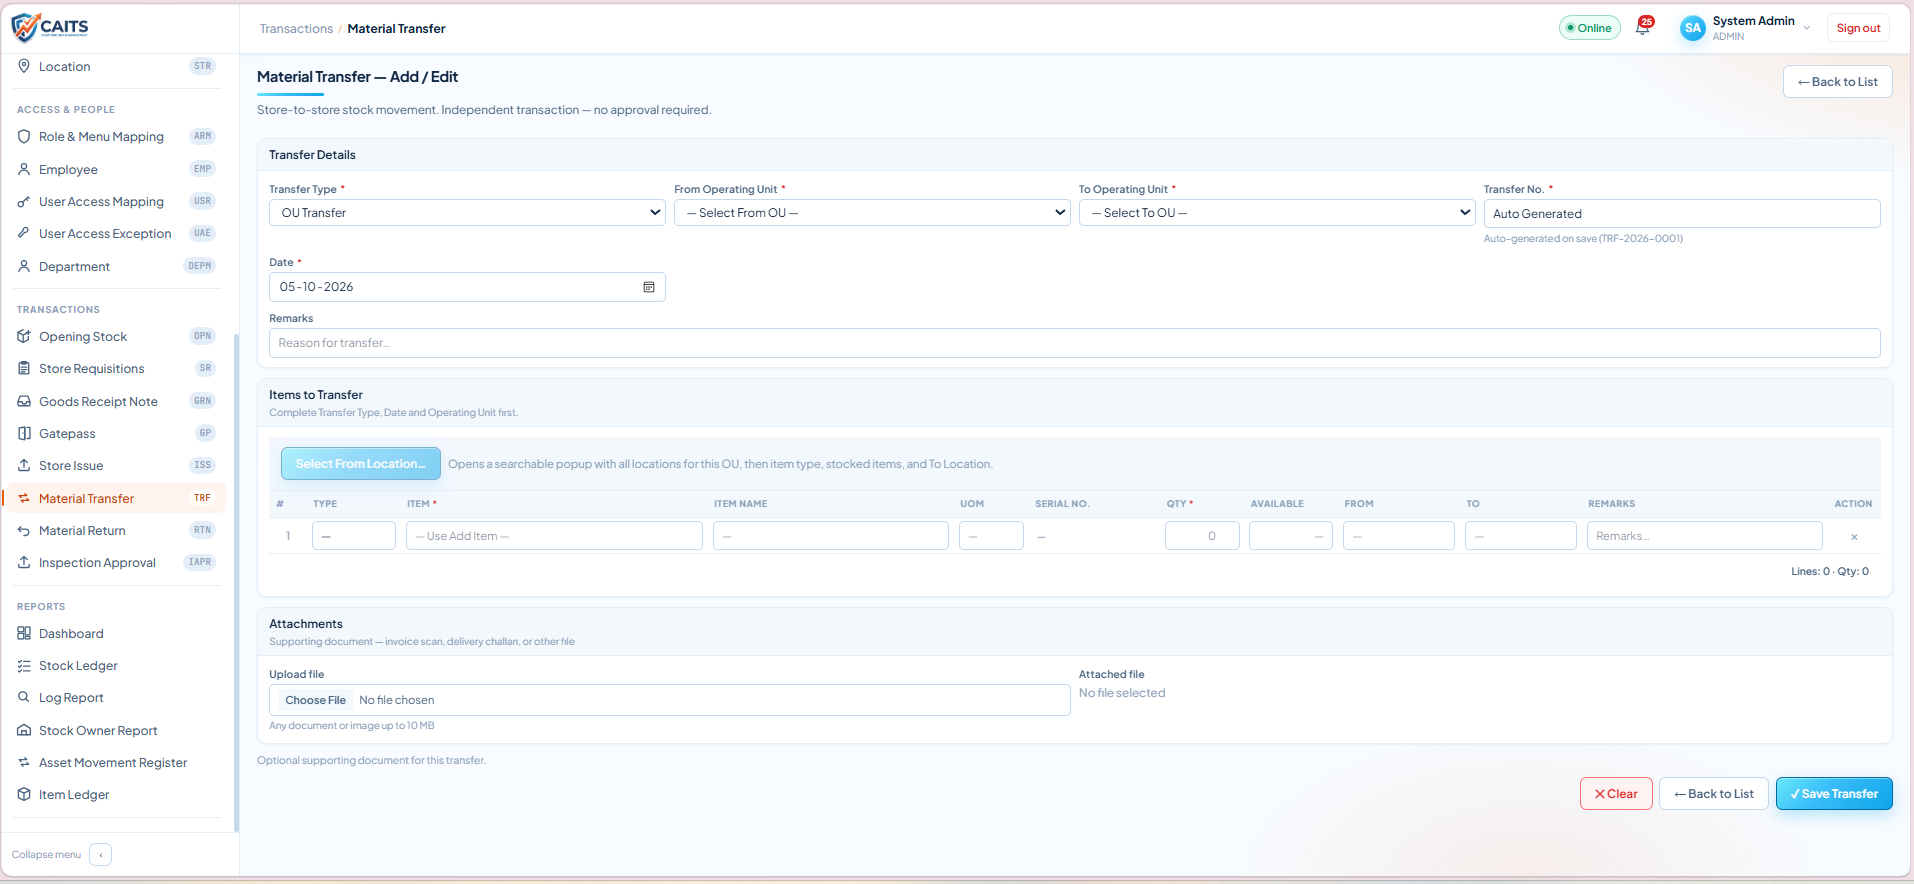 CAITS
Transactions / Material Transfer
Online
25
SA
System Admin
ADMIN
Sign out
Location STR
ACCESS & PEOPLE
Role & Menu Mapping ARM
Employee EMP
User Access Mapping USR
User Access Exception UAE
Department DEPM
TRANSACTIONS
Opening Stock OPN
Store Requisitions SR
Goods Receipt Note GRN
Gatepass GP
Store Issue ISS
Material Transfer TRF
Material Return RTN
Inspection Approval IAPR
REPORTS
Dashboard
Stock Ledger
Log Report
Stock Owner Report
Asset Movement Register
Item Ledger
Collapse menu ‹
Material Transfer — Add / Edit
← Back to List
Store-to-store stock movement. Independent transaction — no approval required.
Transfer Details
Transfer Type * From Operating Unit * To Operating Unit * Transfer No. *
OU Transfer — Select From OU — — Select To OU — Auto Generated
Auto-generated on save (TRF-2026-0001)
Date *
05-10-2026
Remarks
Reason for transfer...
Items to Transfer
Complete Transfer Type, Date and Operating Unit first.
Select From Location... Opens a searchable popup with all locations for this OU, then item type, stocked items, and To Location.
# TYPE ITEM * ITEM NAME UOM SERIAL NO. QTY * AVAILABLE FROM TO REMARKS ACTION
1 — — Use Add Item — — — — 0 — — — Remarks... ×
Lines: 0 · Qty: 0
Attachments
Supporting document — invoice scan, delivery challan, or other file
Upload file Attached file
Choose File No file chosen No file selected
Any document or image up to 10 MB
Optional supporting document for this transfer.
✕ Clear ← Back to List ✓ Save Transfer